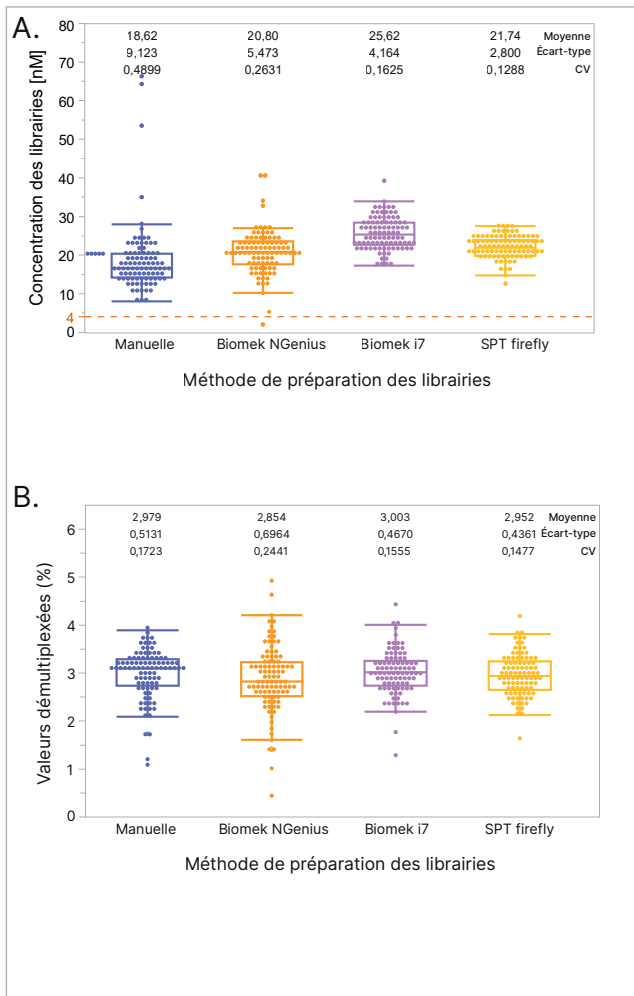 A.
18,62 20,80 25,62 21,74 Moyenne
9,123 5,473 4,164 2,800 Écart-type
0,4899 0,2631 0,1625 0,1288 CV
Concentration des librairies [nM]
80
70
60
50
40
30
20
10
4
0
Manuelle Biomek NGenius Biomek i7 SPT firefly
Méthode de préparation des librairies
B.
2,979 2,854 3,003 2,952 Moyenne
0,5131 0,6964 0,4670 0,4361 Écart-type
0,1723 0,2441 0,1555 0,1477 CV
Valeurs démultiplexées (%)
6
5
4
3
2
1
0
Manuelle Biomek NGenius Biomek i7 SPT firefly
Méthode de préparation des librairies